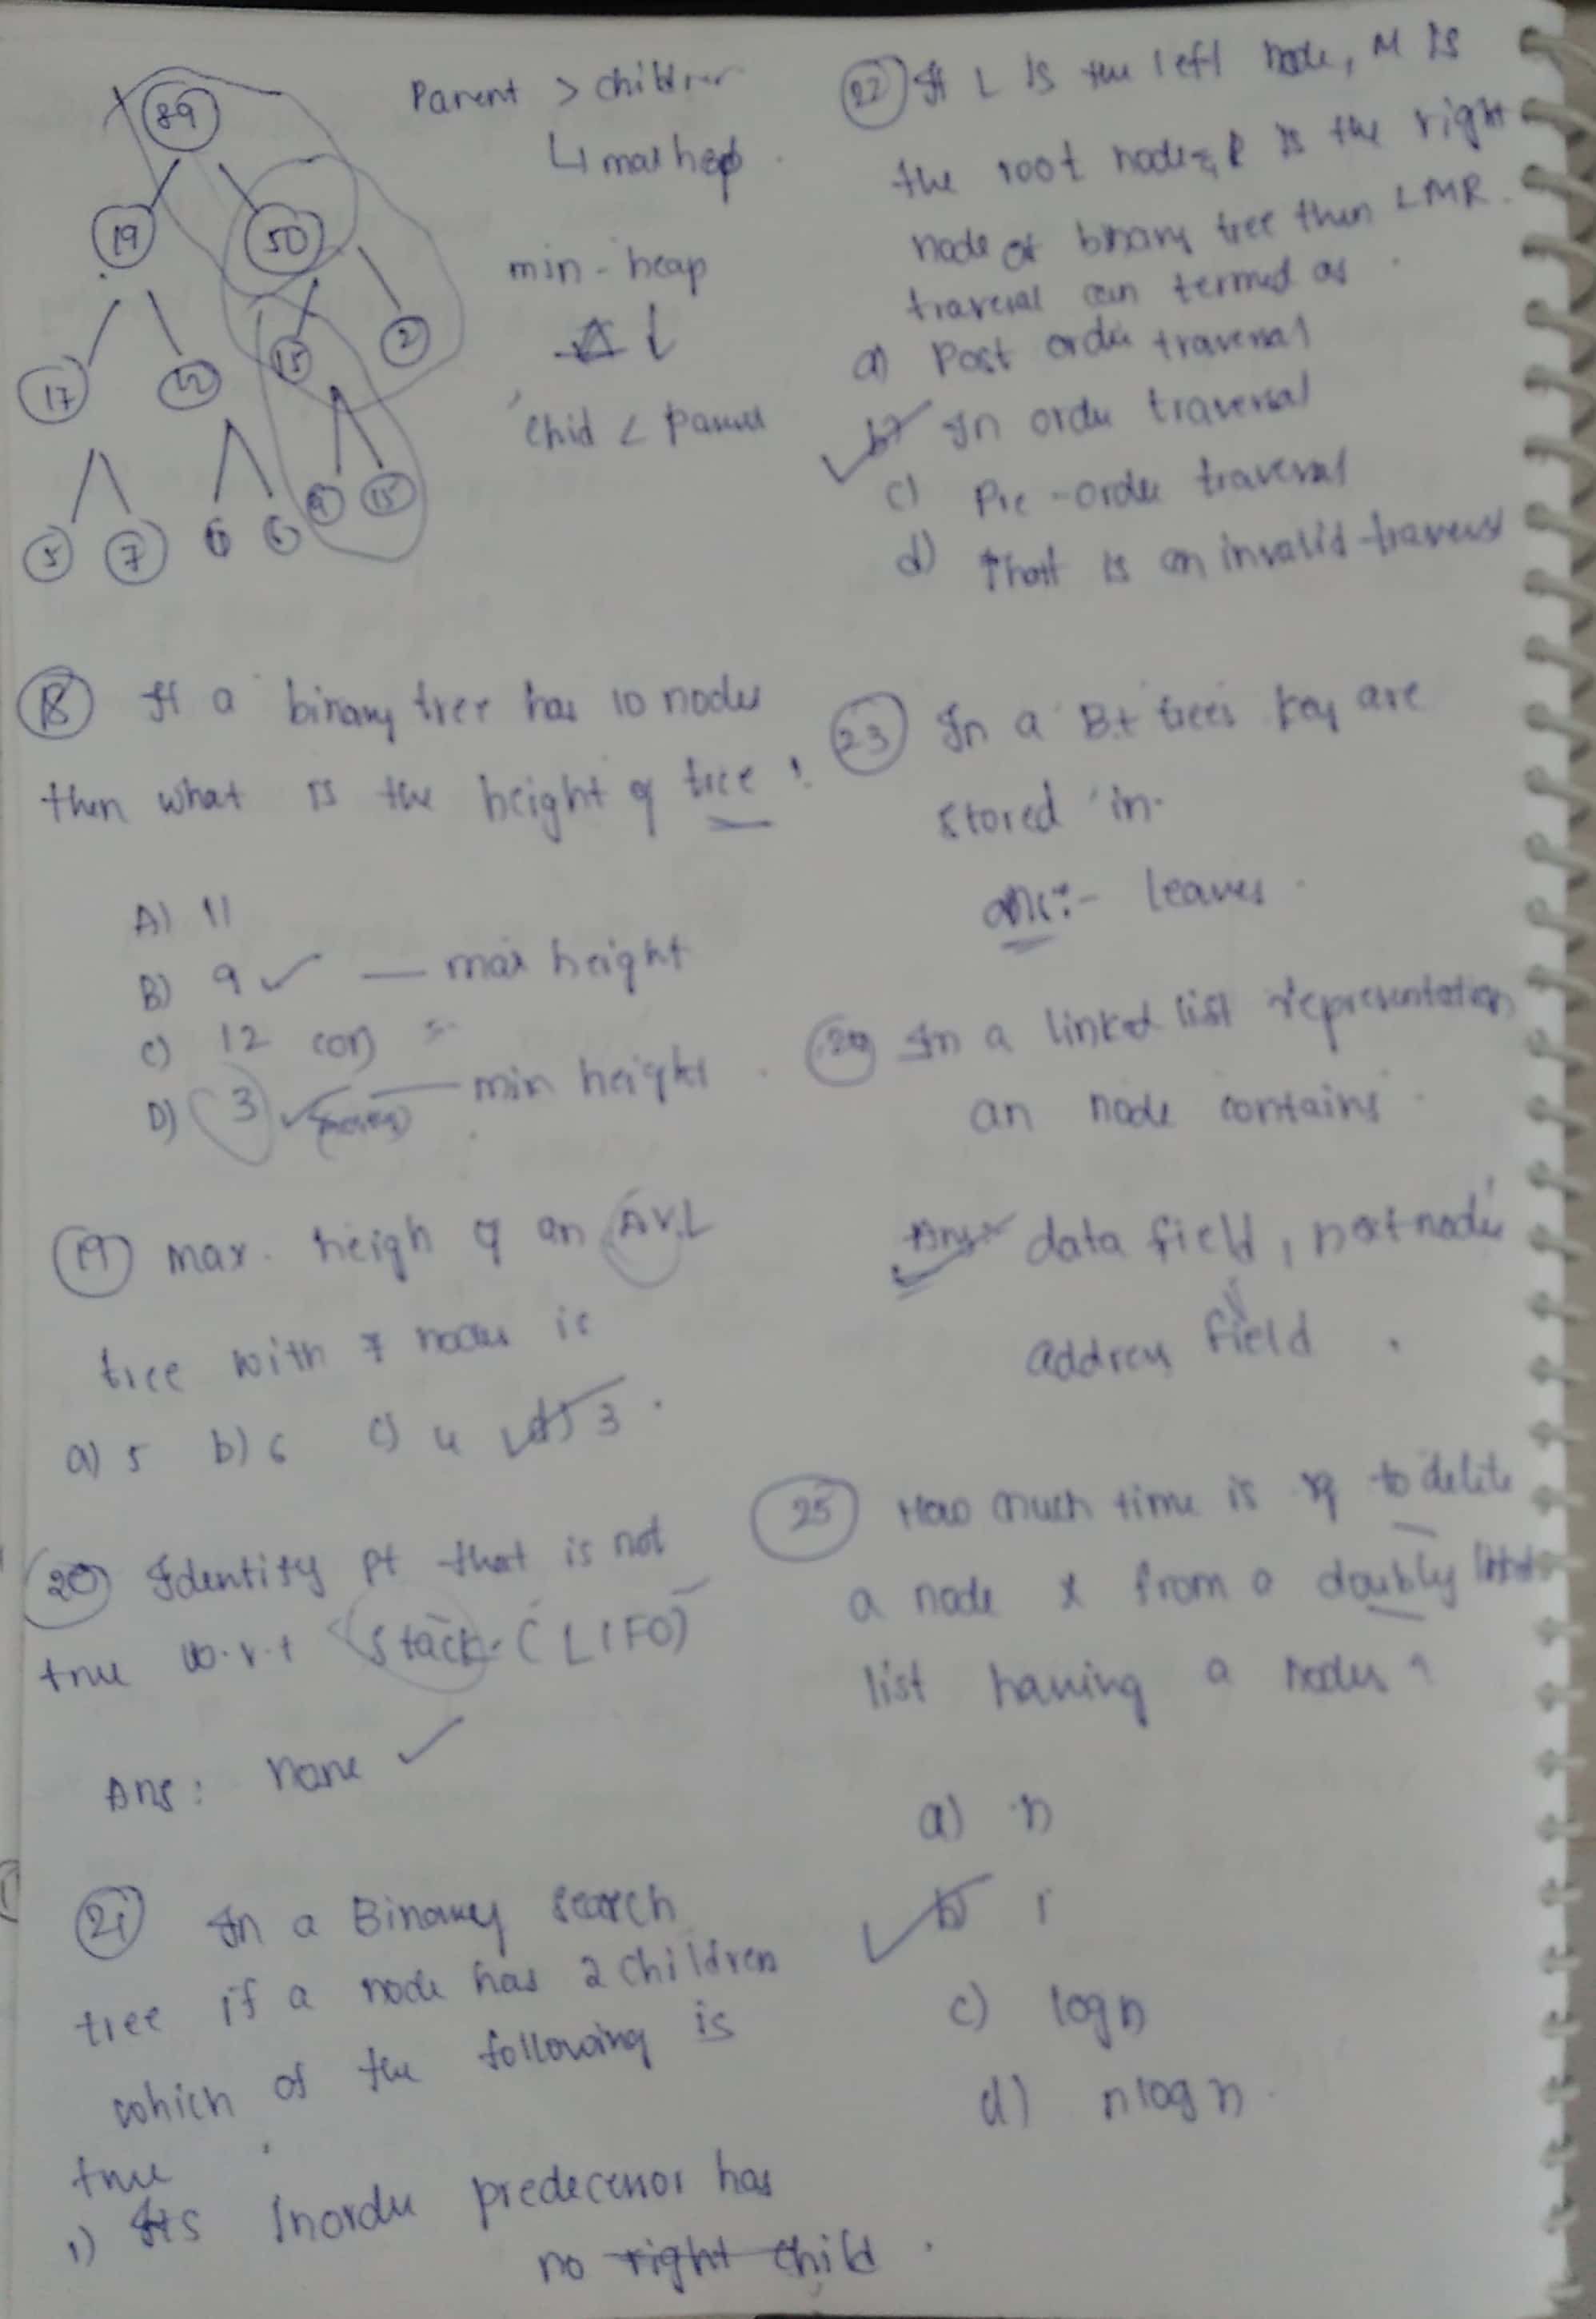 89
19
50
17
12
15
2
5
7
6
6
9
15
Parent > children
↳ max heap
min - heap
↓
Chid < Parent
(18) If a binary tree has 10 nodes
then what is the height of tree ?
A) 11
B) 9 ✓ — max height
C) 12
D) 3 ✓ — min height
(19) max. heigh of an AVL
tree with 7 nodes is
a) 5 b) 6 c) 4 d) 3 .
(20) Identity pt that is not
true w.r.t Stack (LIFO)
Ans : None ✓
(21) In a Binary search
tree if a node has 2 children
which of the following is
true
1) Its Inorder predecessor has
no right child .
(22) If L is the left node, M is
the root node & R is the right
node of binary tree then LMR .
traversal can termed as
a) Post order traversal
✓ b) In order traversal
c) Pre -order traversal
d) That is an invalid traversal
(23) In a B+ trees key are
stored in.
ans:- leaves .
In a linked list representation
an node contains
Ans: data field, next node
address field .
(25) How much time is rq to delite
a node x from a doubly linked
list having a nodes ?
a) n
✓ b) 1
c) log n
d) n log n .